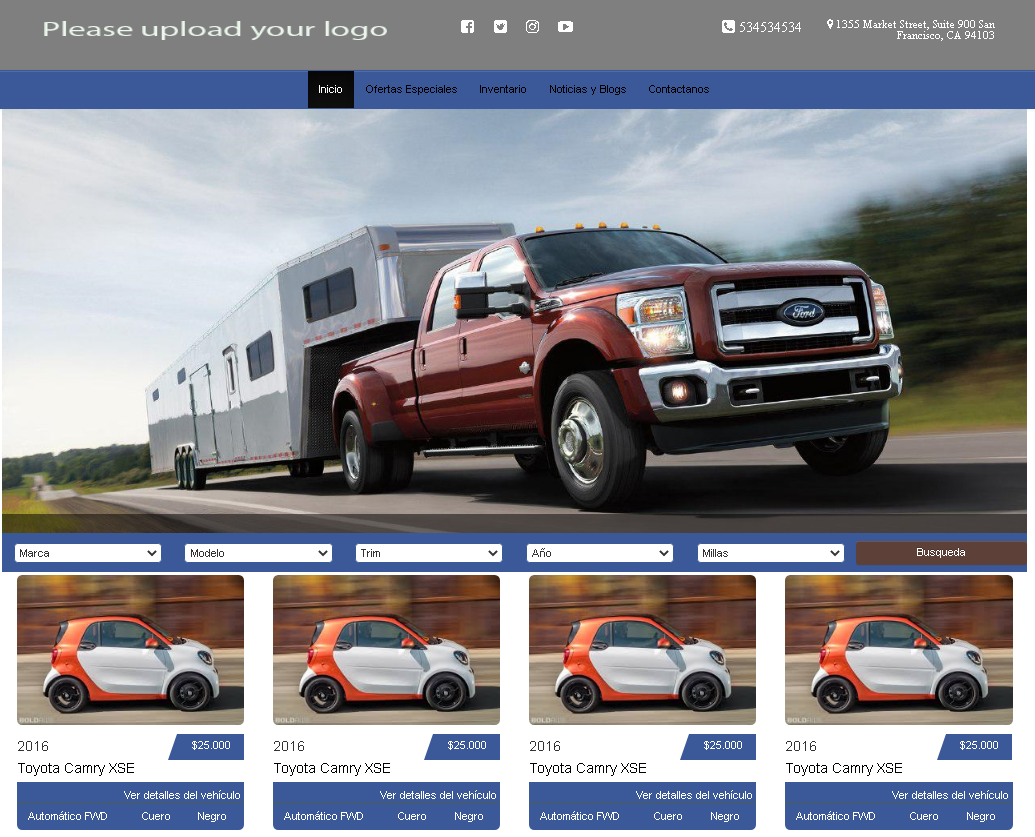 Please upload your logo
534534534
1355 Market Street, Suite 900 San
Francisco, CA 94103
Inicio Ofertas Especiales Inventario Noticias y Blogs Contactanos
Ford
Marca Modelo Trim Año Millas Busqueda
BOLDRIDE BOLDRIDE BOLDRIDE BOLDRIDE
2016 $25.000 2016 $25.000 2016 $25.000 2016 $25.000
Toyota Camry XSE Toyota Camry XSE Toyota Camry XSE Toyota Camry XSE
Ver detalles del vehículo Ver detalles del vehículo Ver detalles del vehículo Ver detalles del vehículo
Automático FWD Cuero Negro Automático FWD Cuero Negro Automático FWD Cuero Negro Automático FWD Cuero Negro